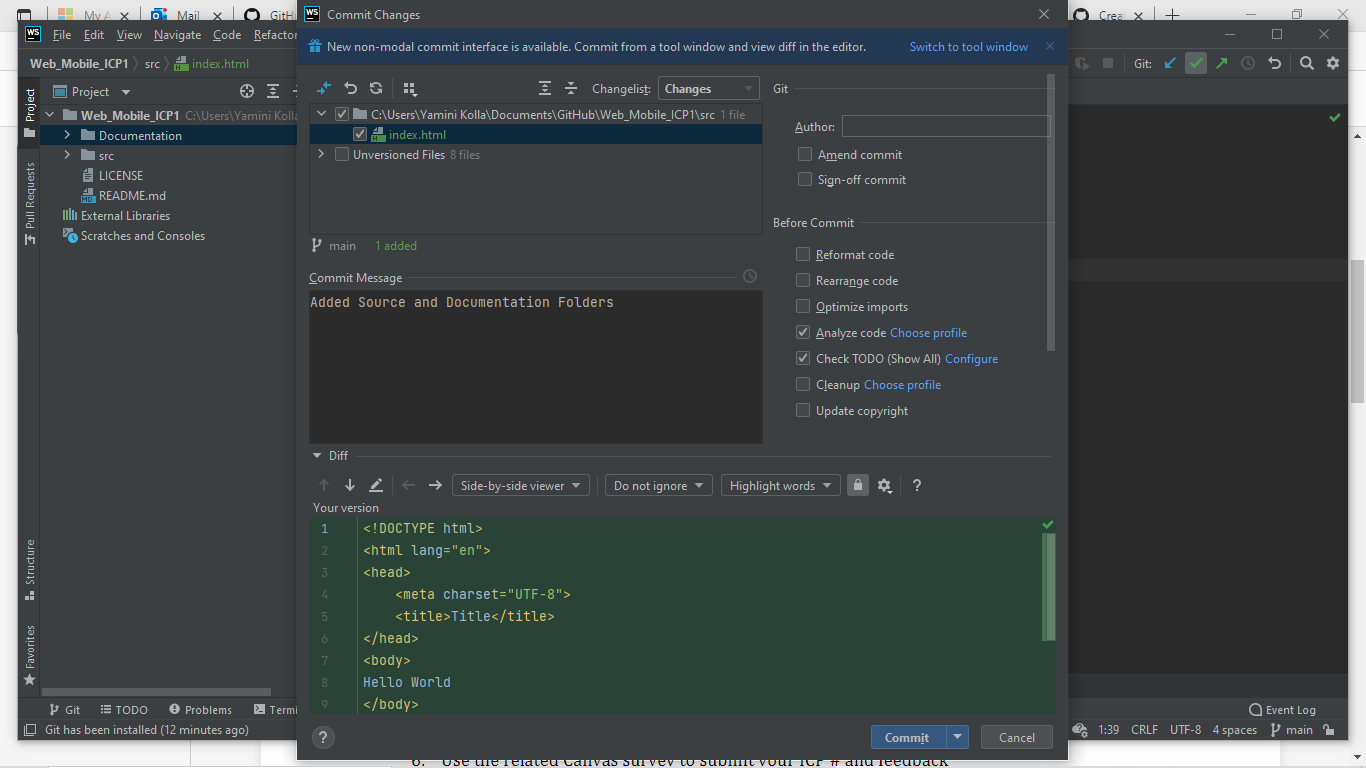 My A
Mail
GitH
Crea
WS
Commit Changes
WS File Edit View Navigate Code Refactor
New non-modal commit interface is available. Commit from a tool window and view diff in the editor.
Switch to tool window
Web_Mobile_ICP1 src index.html
Git:
Project
Project
Changelist: Changes
Git
Web_Mobile_ICP1 C:\Users\Yamini Kolla
C:\Users\Yamini Kolla\Documents\GitHub\Web_Mobile_ICP1\src 1 file
Author:
Documentation
index.html
src
Unversioned Files 8 files
Amend commit
LICENSE
Sign-off commit
README.md
Pull Requests
External Libraries
Before Commit
Scratches and Consoles
main 1 added
Reformat code
Commit Message
Rearrange code
Added Source and Documentation Folders
Optimize imports
Analyze code Choose profile
Check TODO (Show All) Configure
Cleanup Choose profile
Update copyright
Diff
Side-by-side viewer
Do not ignore
Highlight words
?
Your version
1 <!DOCTYPE html>
2 <html lang="en">
3 <head>
4 <meta charset="UTF-8">
5 <title>Title</title>
6 </head>
7 <body>
8 Hello World
9 </body>
Structure
Favorites
Git TODO Problems Termi
Event Log
Git has been installed (12 minutes ago)
?
Commit
Cancel
1:39 CRLF UTF-8 4 spaces main
6. Use the related Canvas survey to submit your ICP # and feedback